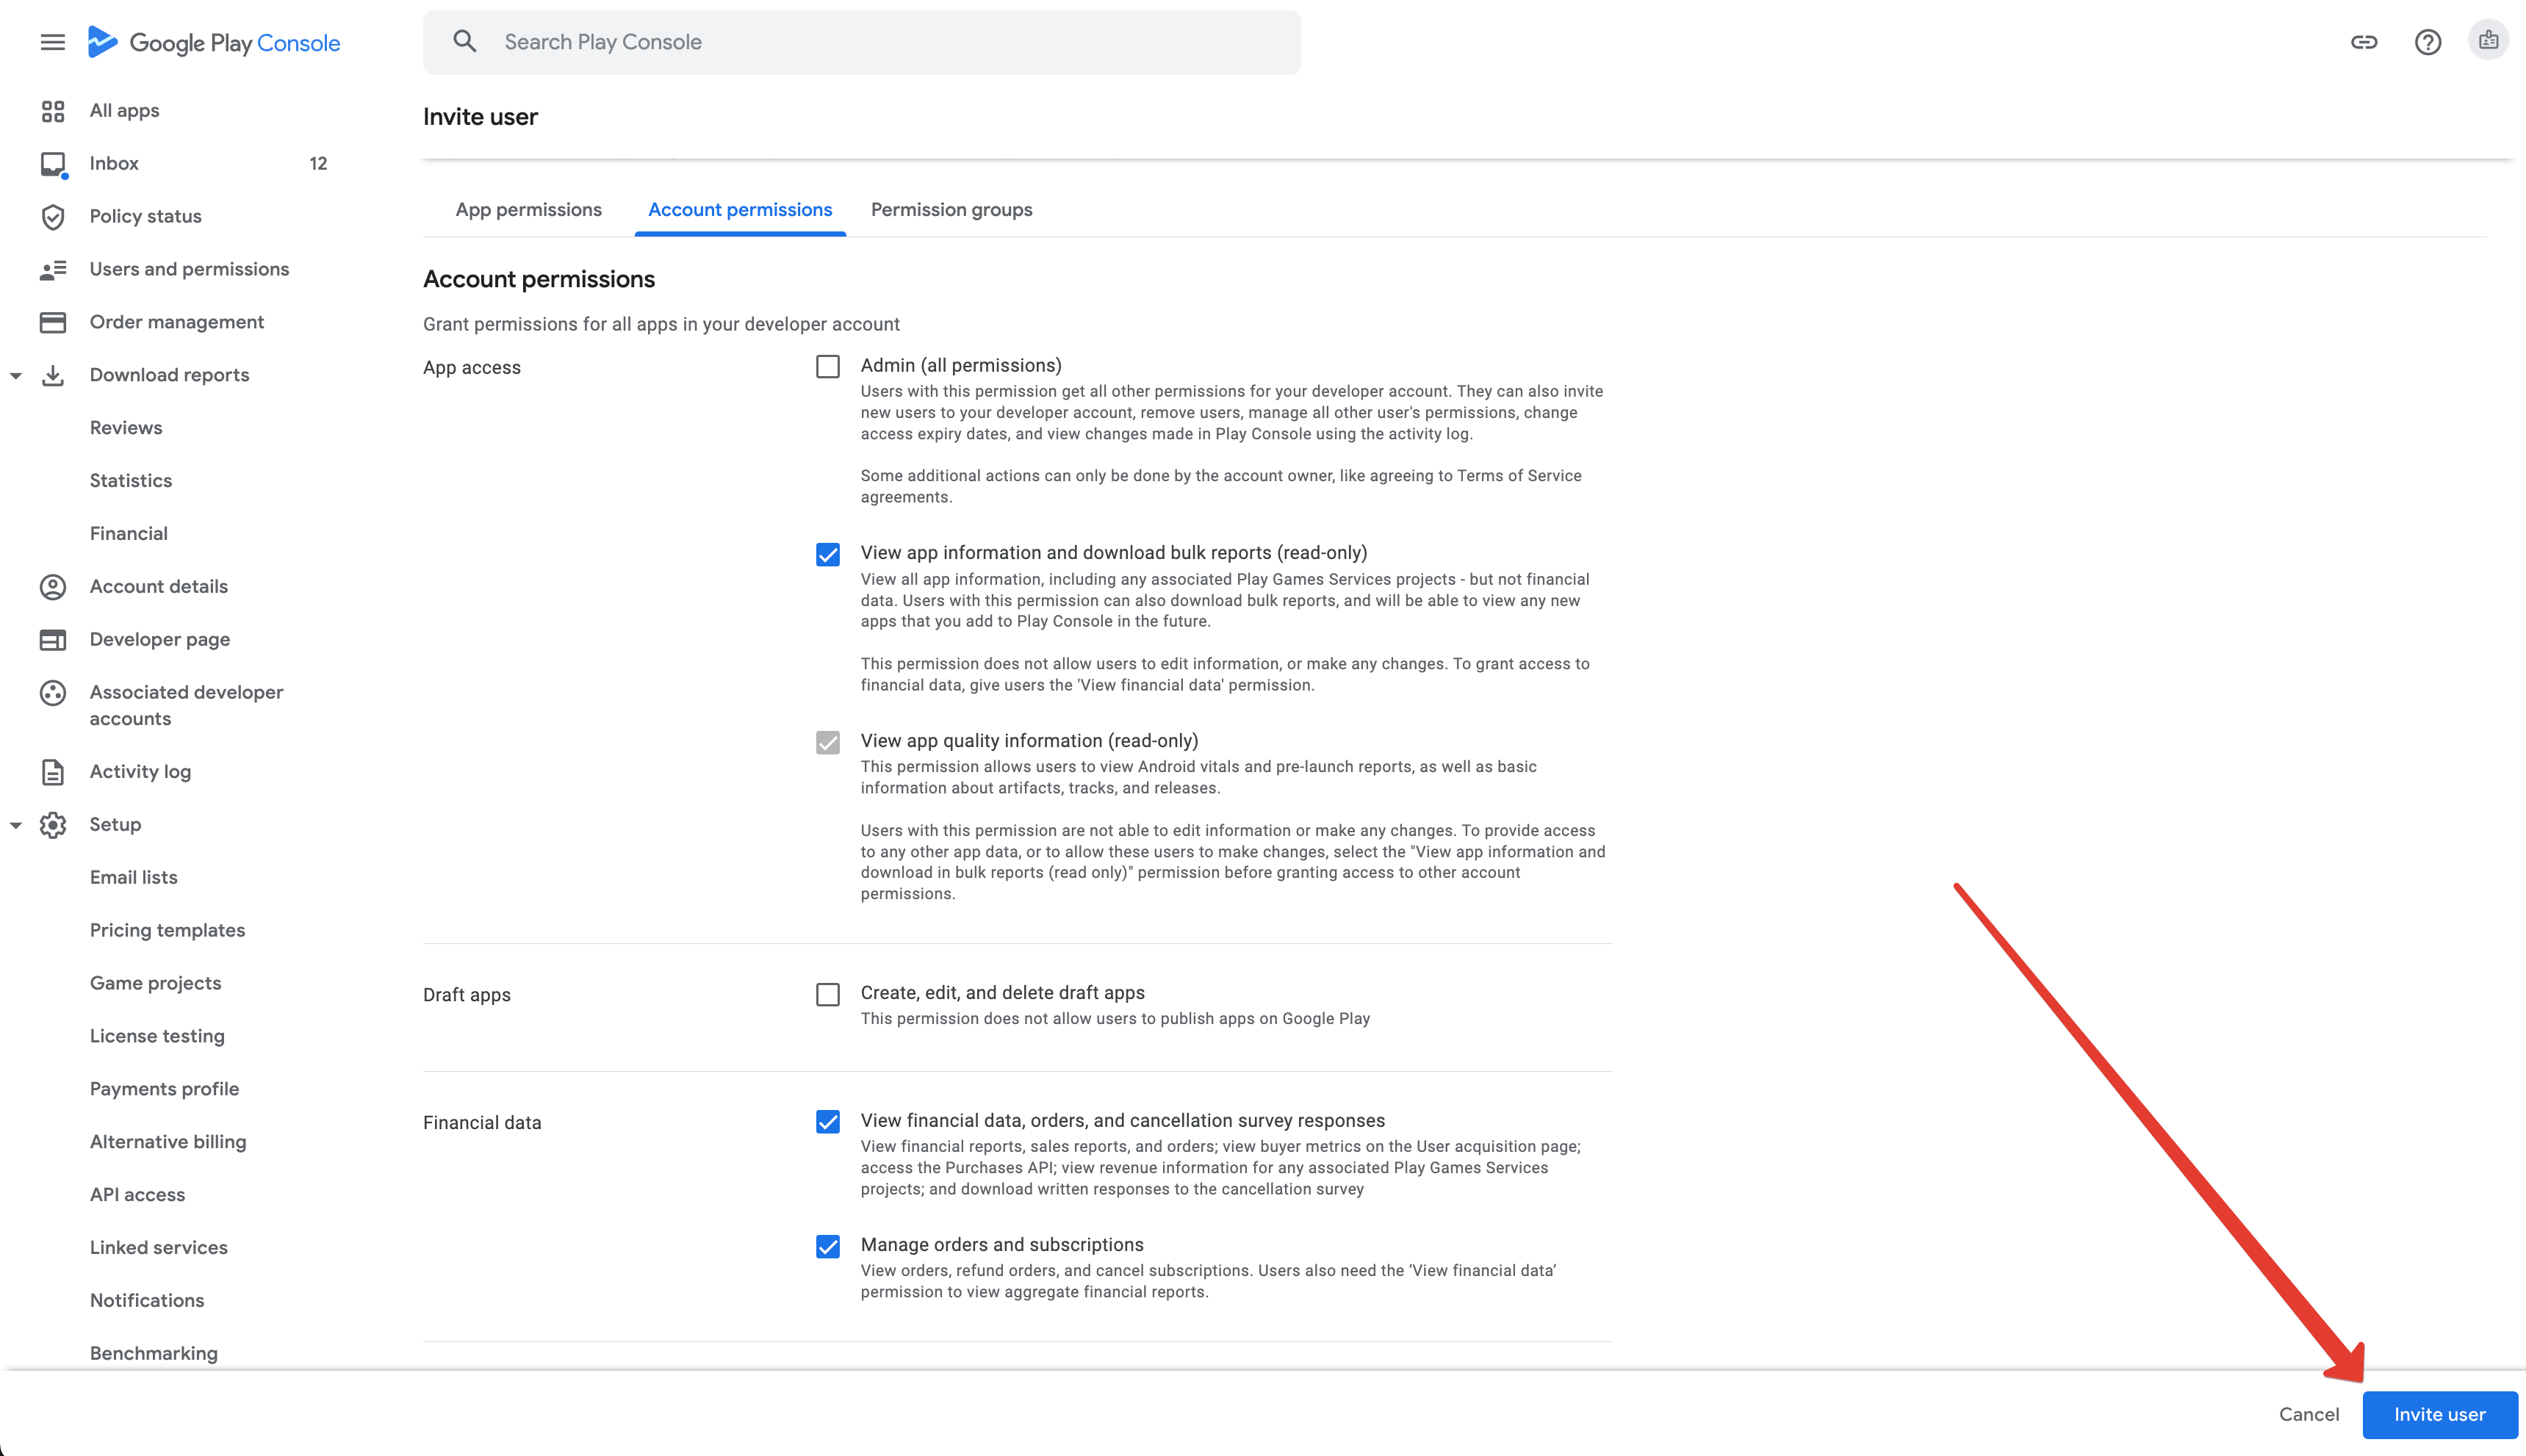 Google Play Console
Search Play Console
All apps
Inbox 12
Policy status
Users and permissions
Order management
Download reports
Reviews
Statistics
Financial
Account details
Developer page
Associated developer
accounts
Activity log
Setup
Email lists
Pricing templates
Game projects
License testing
Payments profile
Alternative billing
API access
Linked services
Notifications
Benchmarking
Invite user
App permissions Account permissions Permission groups
Account permissions
Grant permissions for all apps in your developer account
App access
Admin (all permissions)
Users with this permission get all other permissions for your developer account. They can also invite
new users to your developer account, remove users, manage all other user's permissions, change
access expiry dates, and view changes made in Play Console using the activity log.
Some additional actions can only be done by the account owner, like agreeing to Terms of Service
agreements.
View app information and download bulk reports (read-only)
View all app information, including any associated Play Games Services projects - but not financial
data. Users with this permission can also download bulk reports, and will be able to view any new
apps that you add to Play Console in the future.
This permission does not allow users to edit information, or make any changes. To grant access to
financial data, give users the 'View financial data' permission.
View app quality information (read-only)
This permission allows users to view Android vitals and pre-launch reports, as well as basic
information about artifacts, tracks, and releases.
Users with this permission are not able to edit information or make any changes. To provide access
to any other app data, or to allow these users to make changes, select the "View app information and
download in bulk reports (read only)" permission before granting access to other account
permissions.
Draft apps
Create, edit, and delete draft apps
This permission does not allow users to publish apps on Google Play
Financial data
View financial data, orders, and cancellation survey responses
View financial reports, sales reports, and orders; view buyer metrics on the User acquisition page;
access the Purchases API; view revenue information for any associated Play Games Services
projects; and download written responses to the cancellation survey
Manage orders and subscriptions
View orders, refund orders, and cancel subscriptions. Users also need the ‘View financial data’
permission to view aggregate financial reports.
Cancel
Invite user